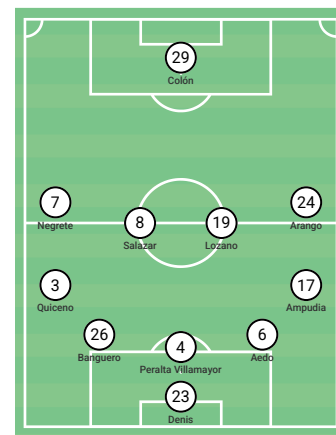 29
Colón
7
Negrete
24
Arango
8
Salazar
19
Lozano
3
Quiceno
17
Ampudia
26
Banguero
4
Peralta Villamayor
6
Aedo
23
Denis